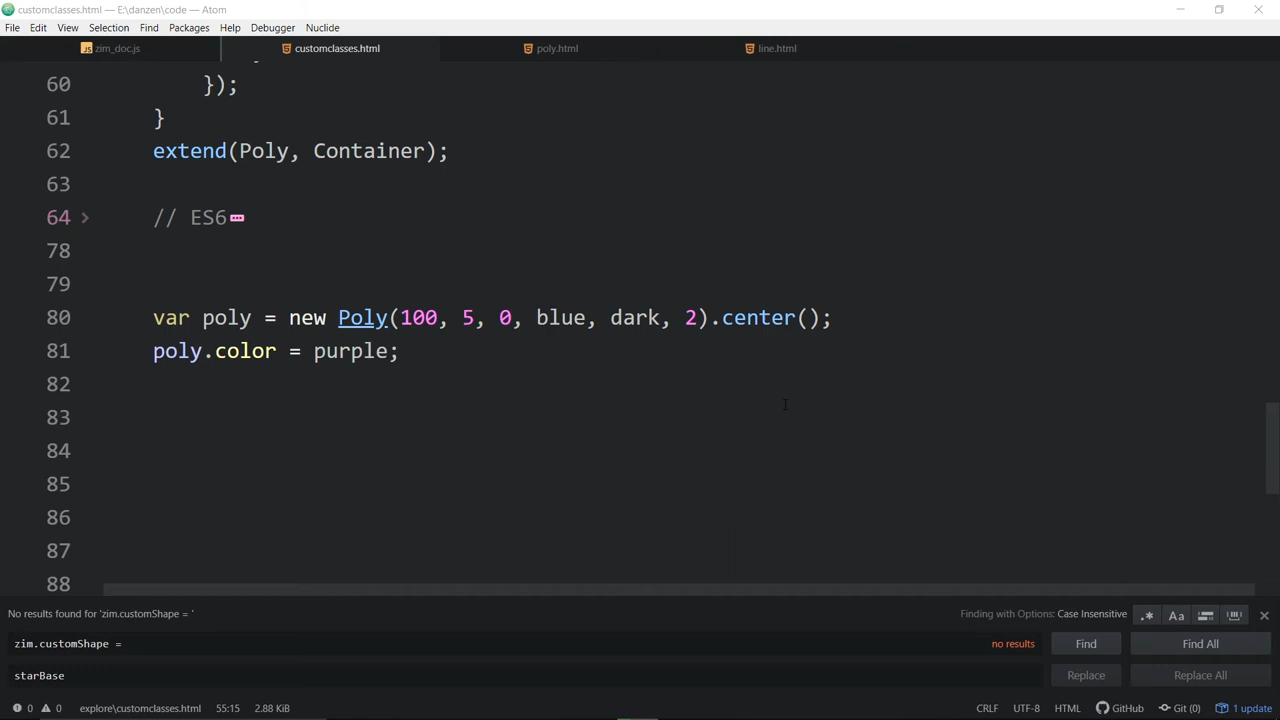 customclasses.html — E:\danzen\code — Atom
File Edit View Selection Find Packages Help Debugger Nuclide
JS zim_doc.js customclasses.html poly.html line.html
60 });
61 }
62 extend(Poly, Container);
63
64 // ES6
78
79
80 var poly = new Poly(100, 5, 0, blue, dark, 2).center();
81 poly.color = purple;
82
83
84
85
86
87
88
No results found for 'zim.customShape = ' Finding with Options: Case Insensitive .* Aa
zim.customShape = no results Find Find All
starBase Replace Replace All
0 0 explore\customclasses.html 55:15 2.88 KiB CRLF UTF-8 HTML GitHub Git (0) 1 update